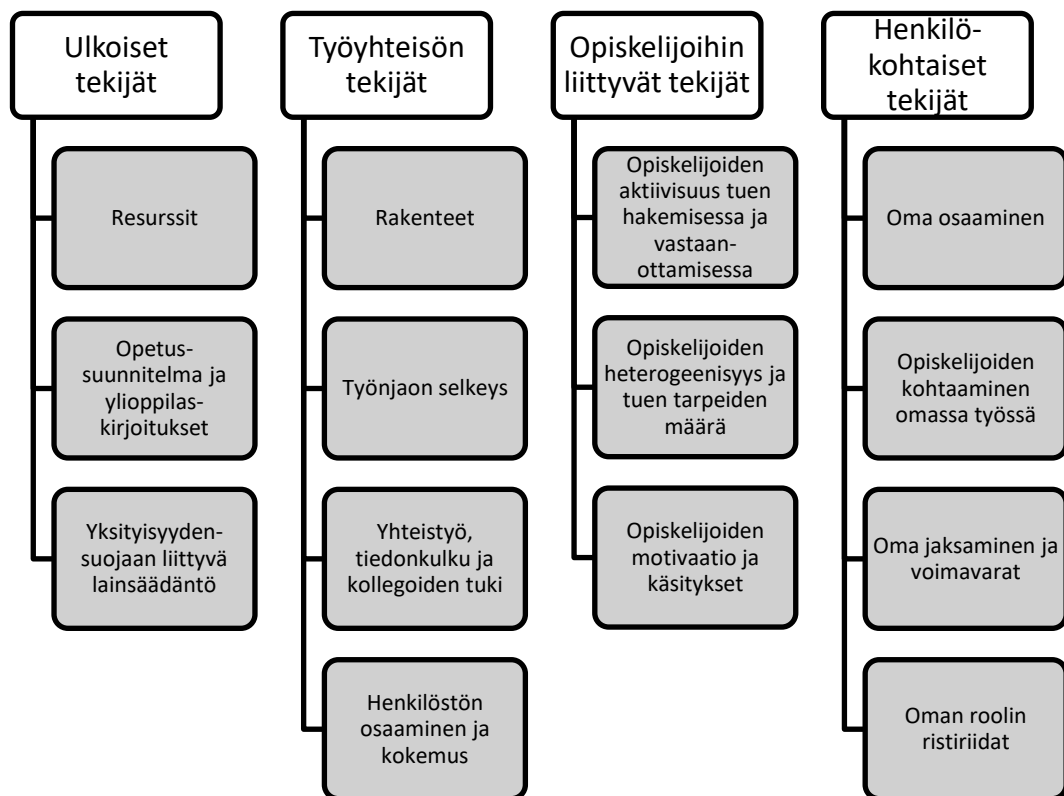 Ulkoiset
tekijät
Resurssit
Opetus-
suunnitelma ja
ylioppilas-
kirjoitukset
Yksityisyyden-
suojaan liittyvä
lainsäädäntö
Työyhteisön
tekijät
Rakenteet
Työnjaon selkeys
Yhteistyö,
tiedonkulku ja
kollegoiden tuki
Henkilöstön
osaaminen ja
kokemus
Opiskelijoihin
liittyvät tekijät
Opiskelijoiden
aktiivisuus tuen
hakemisessa ja
vastaan-
ottamisessa
Opiskelijoiden
heterogeenisyys ja
tuen tarpeiden
määrä
Opiskelijoiden
motivaatio ja
käsitykset
Henkilö-
kohtaiset
tekijät
Oma osaaminen
Opiskelijoiden
kohtaaminen
omassa työssä
Oma jaksaminen ja
voimavarat
Oman roolin
ristiriidat